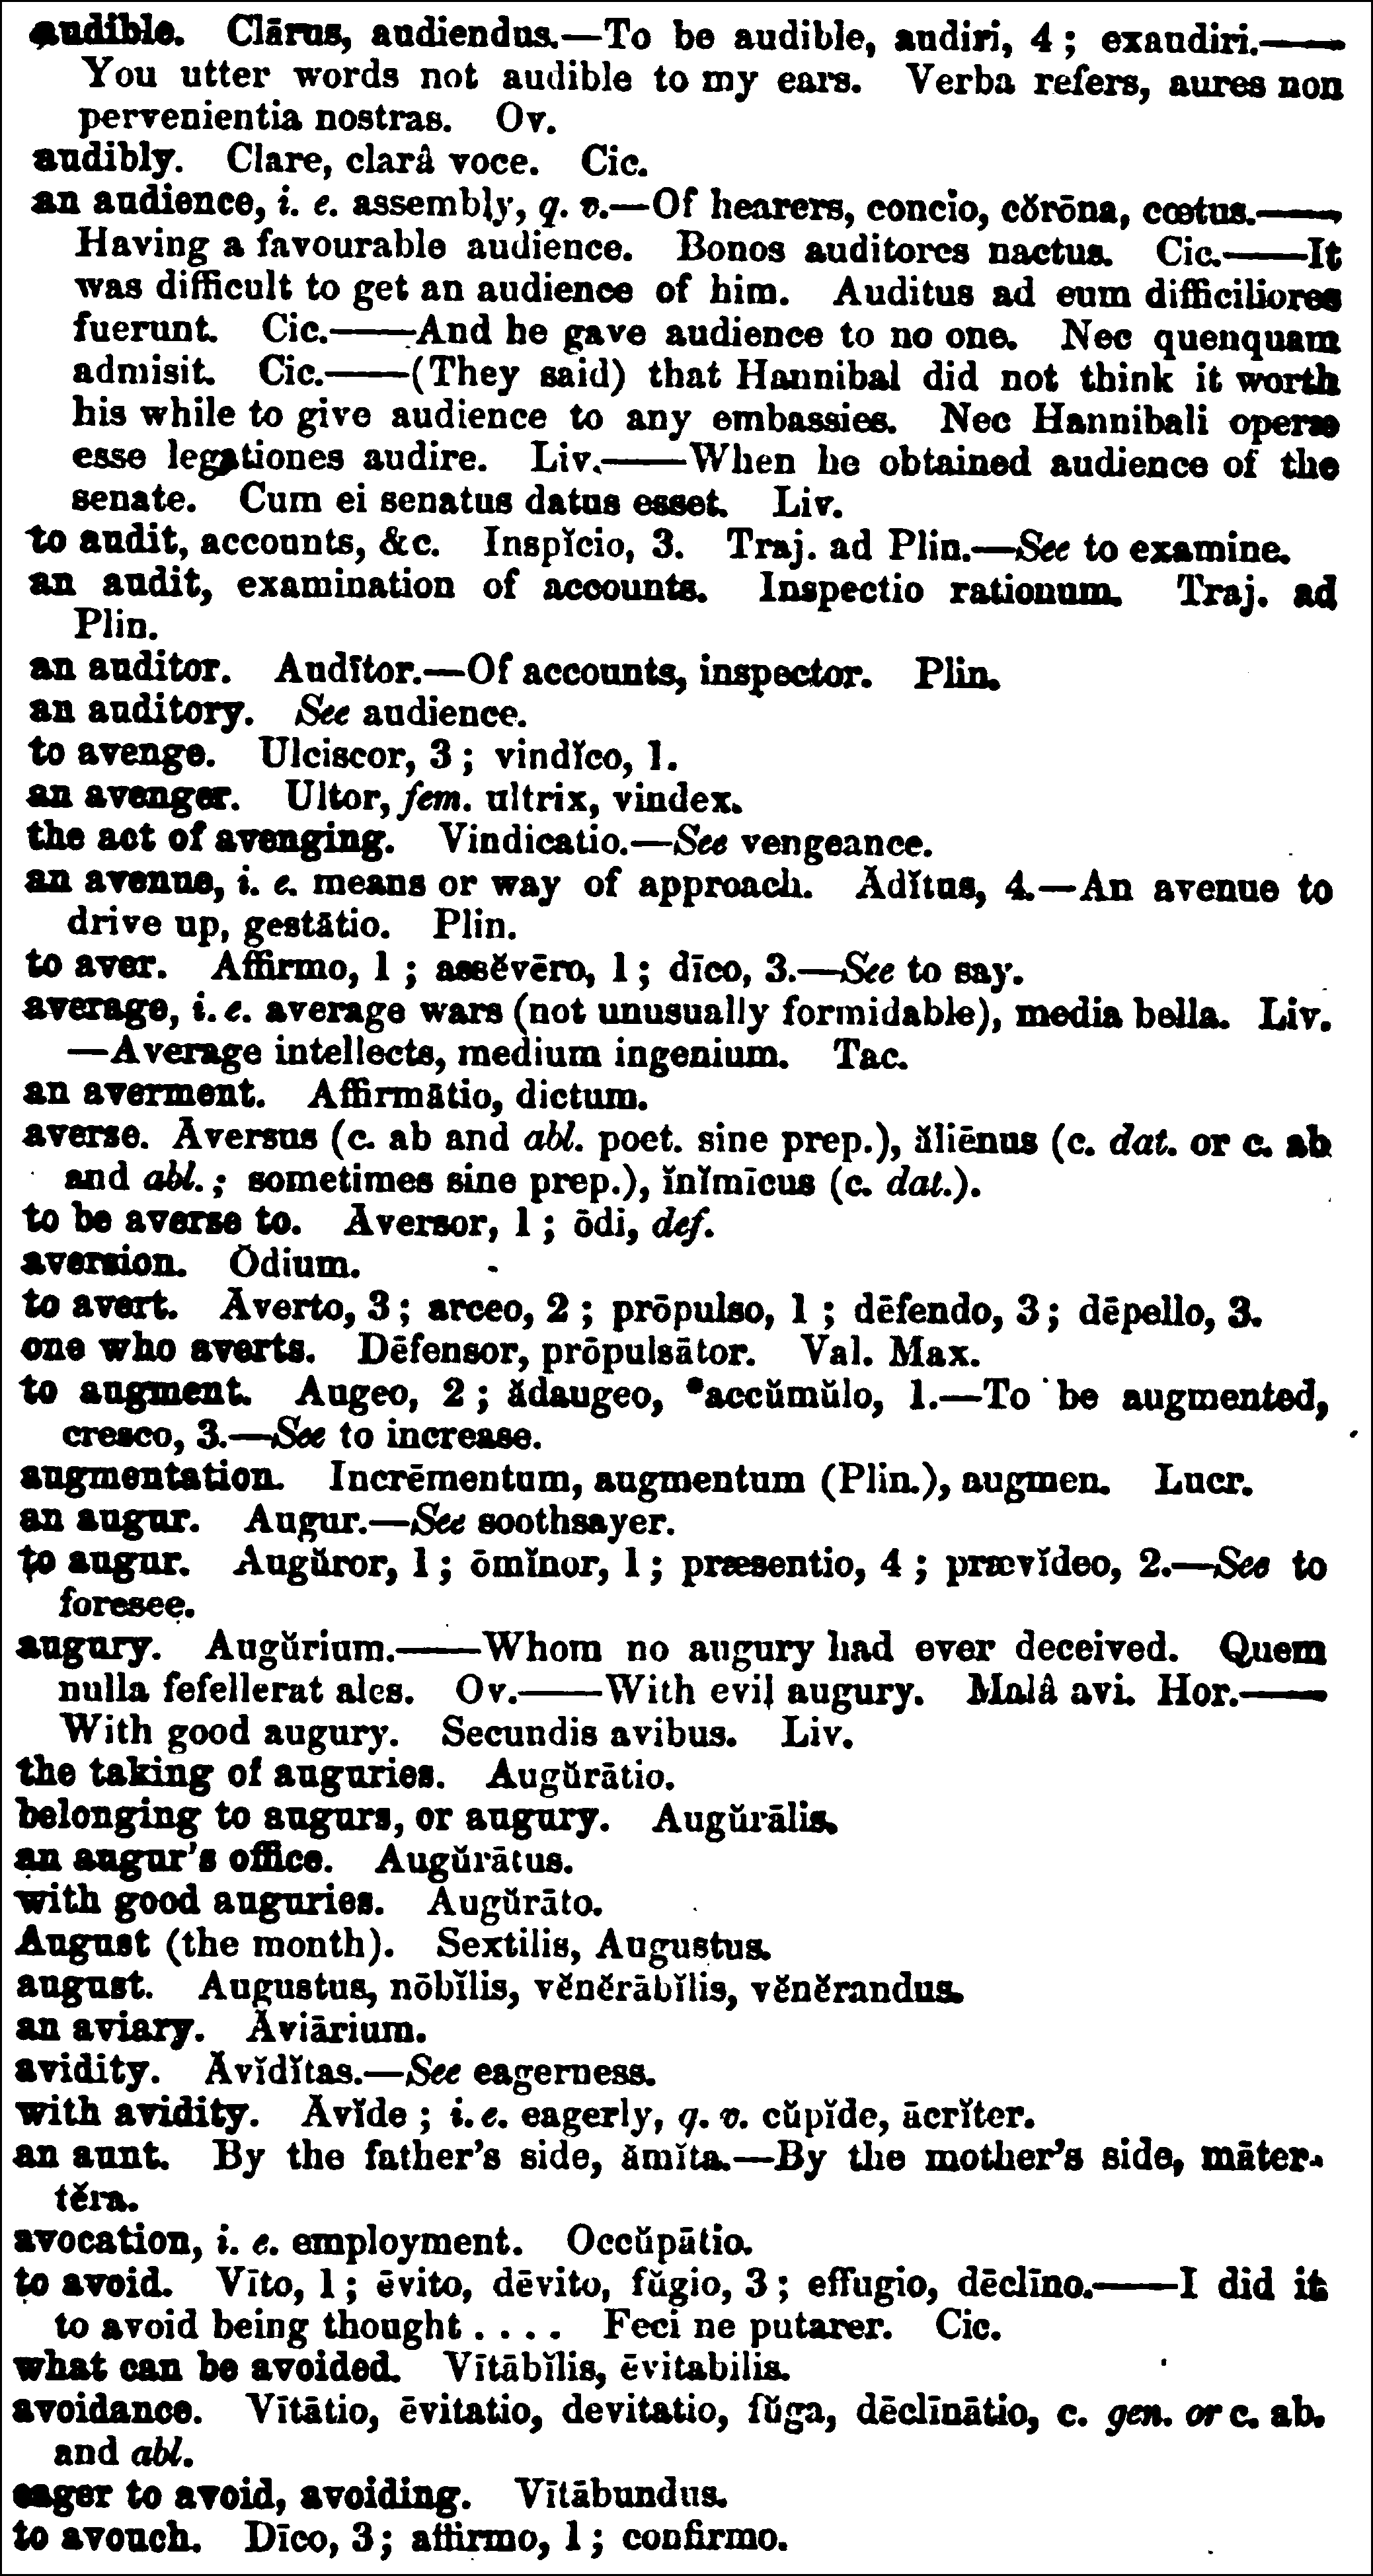 audible. Clārus, audiendus.—To be audible, audiri, 4; exaudiri.——
You utter words not audible to my ears. Verba refers, aures non
pervenientia nostras. Ov.
audibly. Clare, clarâ voce. Cic.
an audience, i. e. assembly, q. v.—Of hearers, concio, cŏrōna, cœtus.——
Having a favourable audience. Bonos auditores nactus. Cic.——It
was difficult to get an audience of him. Auditus ad eum difficiliores
fuerunt. Cic.——And he gave audience to no one. Nec quenquam
admisit. Cic.——(They said) that Hannibal did not think it worth
his while to give audience to any embassies. Nec Hannibali operæ
esse legationes audire. Liv.——When he obtained audience of the
senate. Cum ei senatus datus esset. Liv.
to audit, accounts, &c. Inspĭcio, 3. Traj. ad Plin.—See to examine.
an audit, examination of accounts. Inspectio rationum. Traj. ad
Plin.
an auditor. Audītor.—Of accounts, inspector. Plin.
an auditory. See audience.
to avenge. Ulciscor, 3; vindĭco, 1.
an avenger. Ultor, fem. ultrix, vindex.
the act of avenging. Vindicatio.—See vengeance.
an avenue, i. e. means or way of approach. Ădĭtus, 4.—An avenue to
drive up, gestātio. Plin.
to aver. Affirmo, 1; assĕvēro, 1; dīco, 3.—See to say.
average, i. e. average wars (not unusually formidable), media bella. Liv.
—Average intellects, medium ingenium. Tac.
an averment. Affirmātio, dictum.
averse. Āversus (c. ab and abl. poet. sine prep.), ăliēnus (c. dat. or c. ab
and abl.; sometimes sine prep.), ĭnĭmīcus (c. dat.).
to be averse to. Āversor, 1; ōdi, def.
aversion. Ŏdium.
to avert. Āverto, 3; arceo, 2; prōpulso, 1; dēfendo, 3; dēpello, 3.
one who averts. Dēfensor, prōpulsātor. Val. Max.
to augment. Augeo, 2; ădaugeo, *accŭmŭlo, 1.—To be augmented,
cresco, 3.—See to increase.
augmentation. Incrēmentum, augmentum (Plin.), augmen. Lucr.
an augur. Augur.—See soothsayer.
to augur. Augŭror, 1; ōmĭnor, 1; præsentio, 4; prævĭdeo, 2.—See to
foresee.
augury. Augŭrium.——Whom no augury had ever deceived. Quem
nulla fefellerat ales. Ov.——With evil augury. Malâ avi. Hor.——
With good augury. Secundis avibus. Liv.
the taking of auguries. Augŭrātio.
belonging to augurs, or augury. Augŭrālis.
an augur's office. Augŭrātus.
with good auguries. Augŭrāto.
August (the month). Sextilis, Augustus.
august. Augustus, nōbĭlis, vĕnĕrābĭlis, vĕnĕrandus.
an aviary. Ăviārium.
avidity. Ăvĭdĭtas.—See eagerness.
with avidity. Ăvĭde; i. e. eagerly, q. v. cŭpĭde, ācrĭter.
an aunt. By the father's side, ămĭta.—By the mother's side, māter-
tĕra.
avocation, i. e. employment. Occŭpātio.
to avoid. Vīto, 1; ēvito, dēvito, fŭgio, 3; effugio, dēclīno.——I did it
to avoid being thought .... Feci ne putarer. Cic.
what can be avoided. Vītābĭlis, ēvitabilis.
avoidance. Vītātio, ēvitatio, devitatio, fŭga, dēclīnātio, c. gen. or c. ab.
and abl.
eager to avoid, avoiding. Vītābundus.
to avouch. Dīco, 3; affirmo, 1; confirmo.